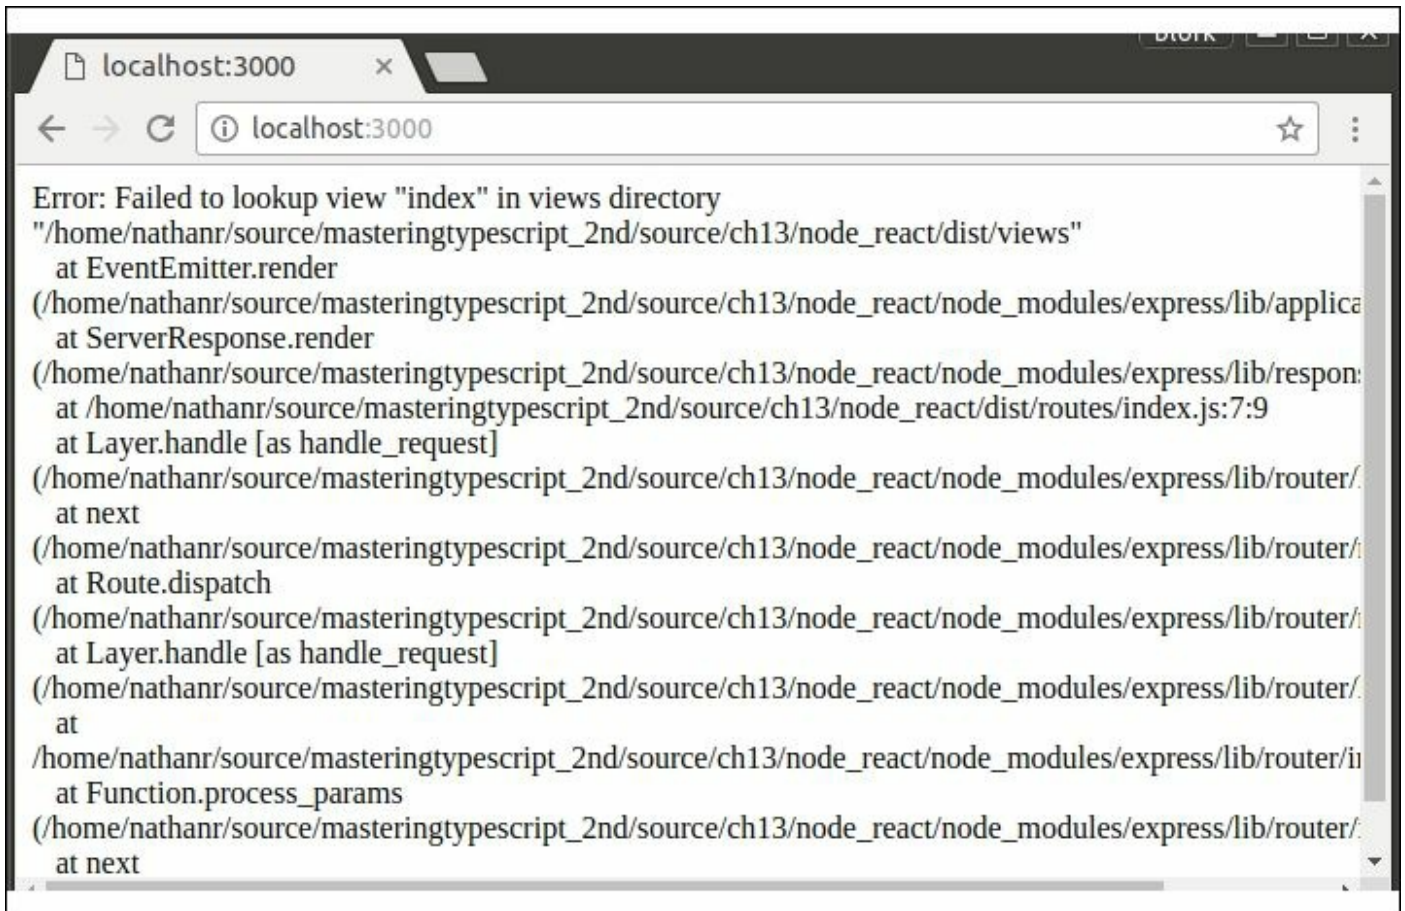 Blork
localhost:3000
localhost:3000
Error: Failed to lookup view "index" in views directory
"/home/nathanr/source/masteringtypescript_2nd/source/ch13/node_react/dist/views"
at EventEmitter.render
(/home/nathanr/source/masteringtypescript_2nd/source/ch13/node_react/node_modules/express/lib/applica
at ServerResponse.render
(/home/nathanr/source/masteringtypescript_2nd/source/ch13/node_react/node_modules/express/lib/respon
at /home/nathanr/source/masteringtypescript_2nd/source/ch13/node_react/dist/routes/index.js:7:9
at Layer.handle [as handle_request]
(/home/nathanr/source/masteringtypescript_2nd/source/ch13/node_react/node_modules/express/lib/router/
at next
(/home/nathanr/source/masteringtypescript_2nd/source/ch13/node_react/node_modules/express/lib/router/
at Route.dispatch
(/home/nathanr/source/masteringtypescript_2nd/source/ch13/node_react/node_modules/express/lib/router/
at Layer.handle [as handle_request]
(/home/nathanr/source/masteringtypescript_2nd/source/ch13/node_react/node_modules/express/lib/router/
at
/home/nathanr/source/masteringtypescript_2nd/source/ch13/node_react/node_modules/express/lib/router/i
at Function.process_params
(/home/nathanr/source/masteringtypescript_2nd/source/ch13/node_react/node_modules/express/lib/router/
at next